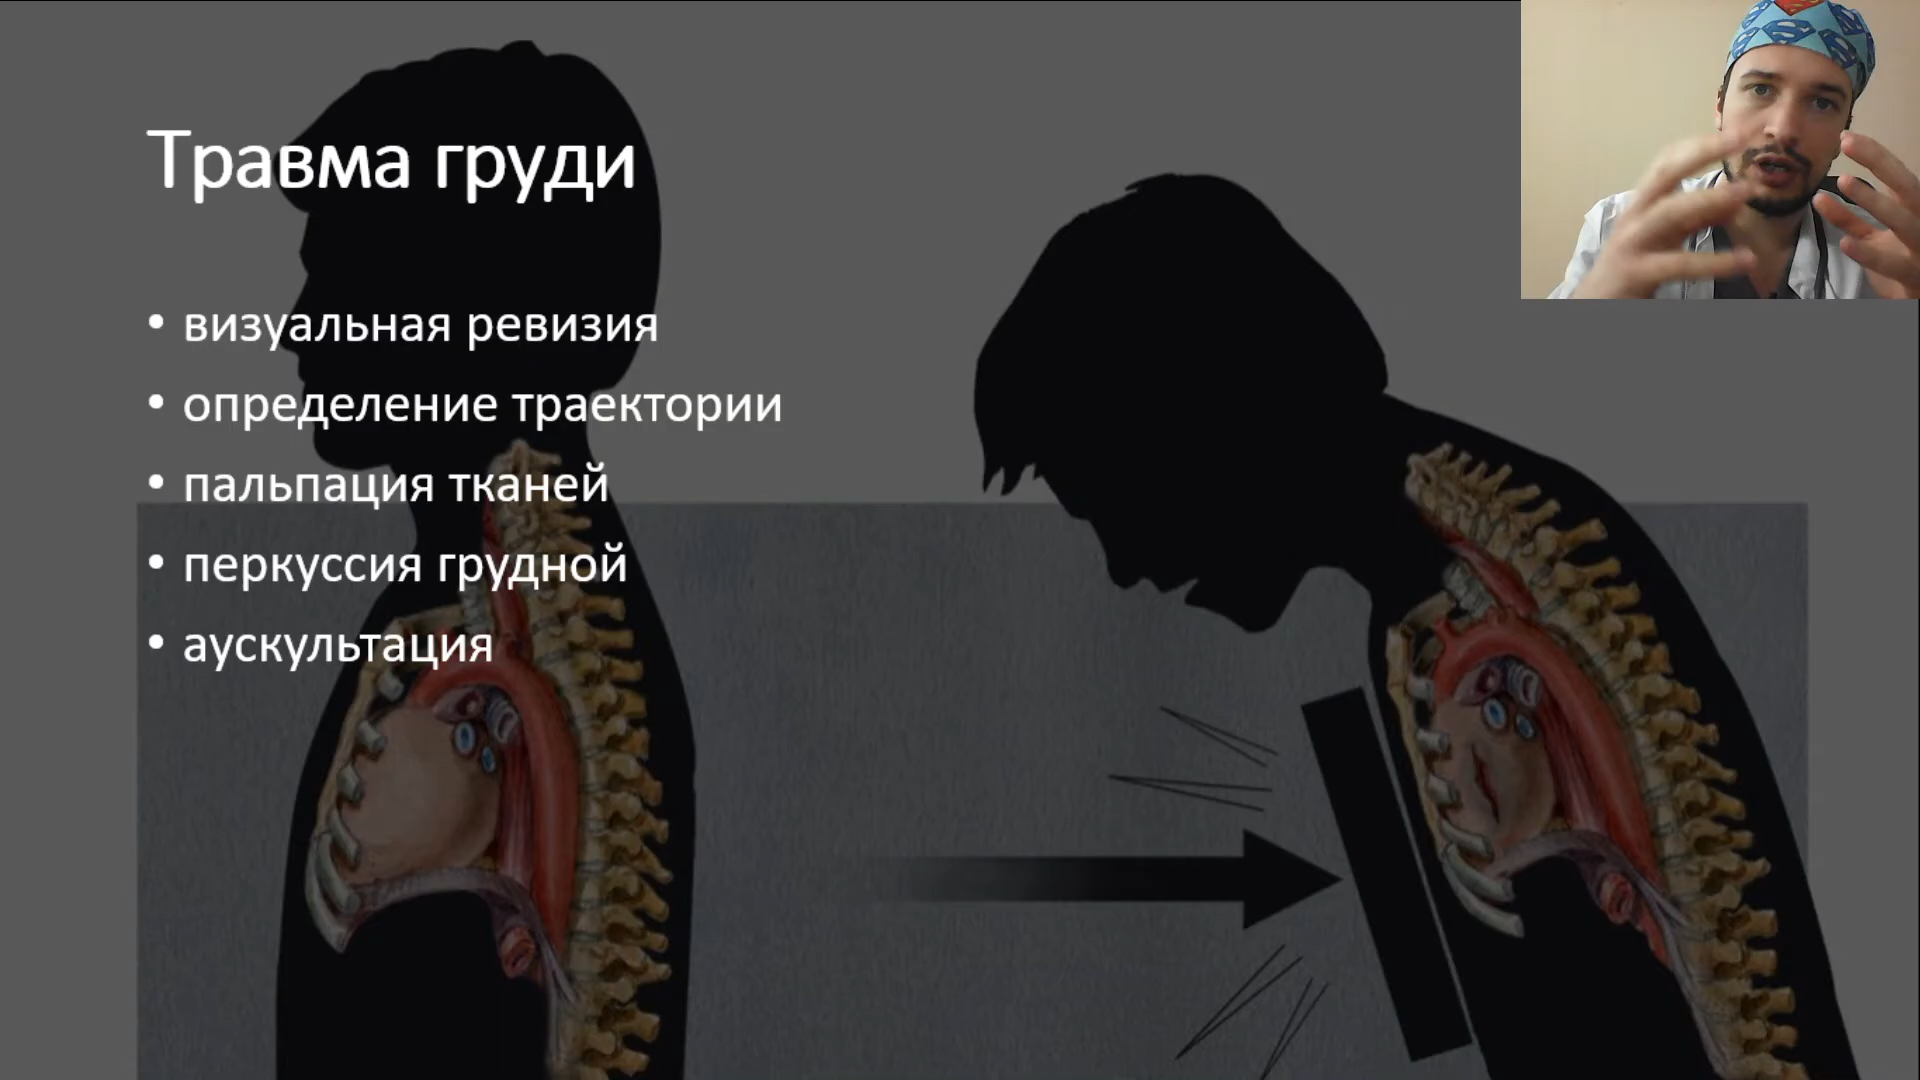 Травма груди
• визуальная ревизия
• определение траектории
• пальпация тканей
• перкуссия грудной
• аускультация